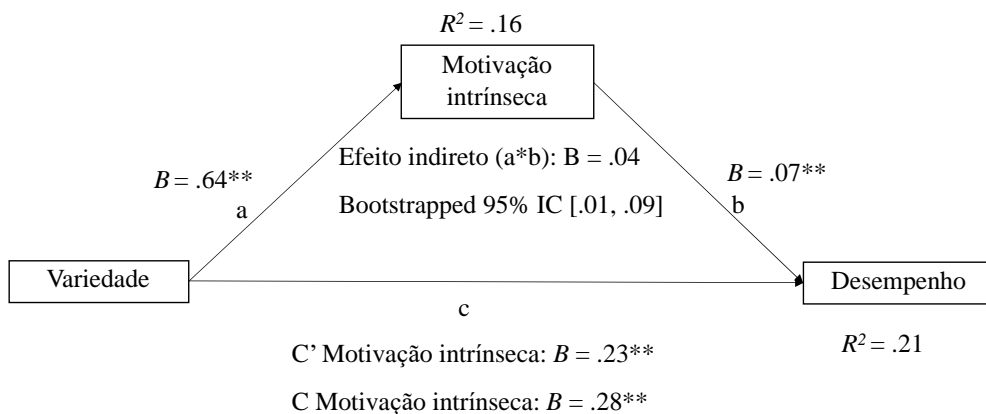 R² = .16
Motivação
intrínseca
Efeito indireto (a*b): B = .04
B = .64**
B = .07**
Bootstrapped 95% IC [.01, .09]
a
b
Variedade
Desempenho
c
C’ Motivação intrínseca: B = .23**
R² = .21
C Motivação intrínseca: B = .28**